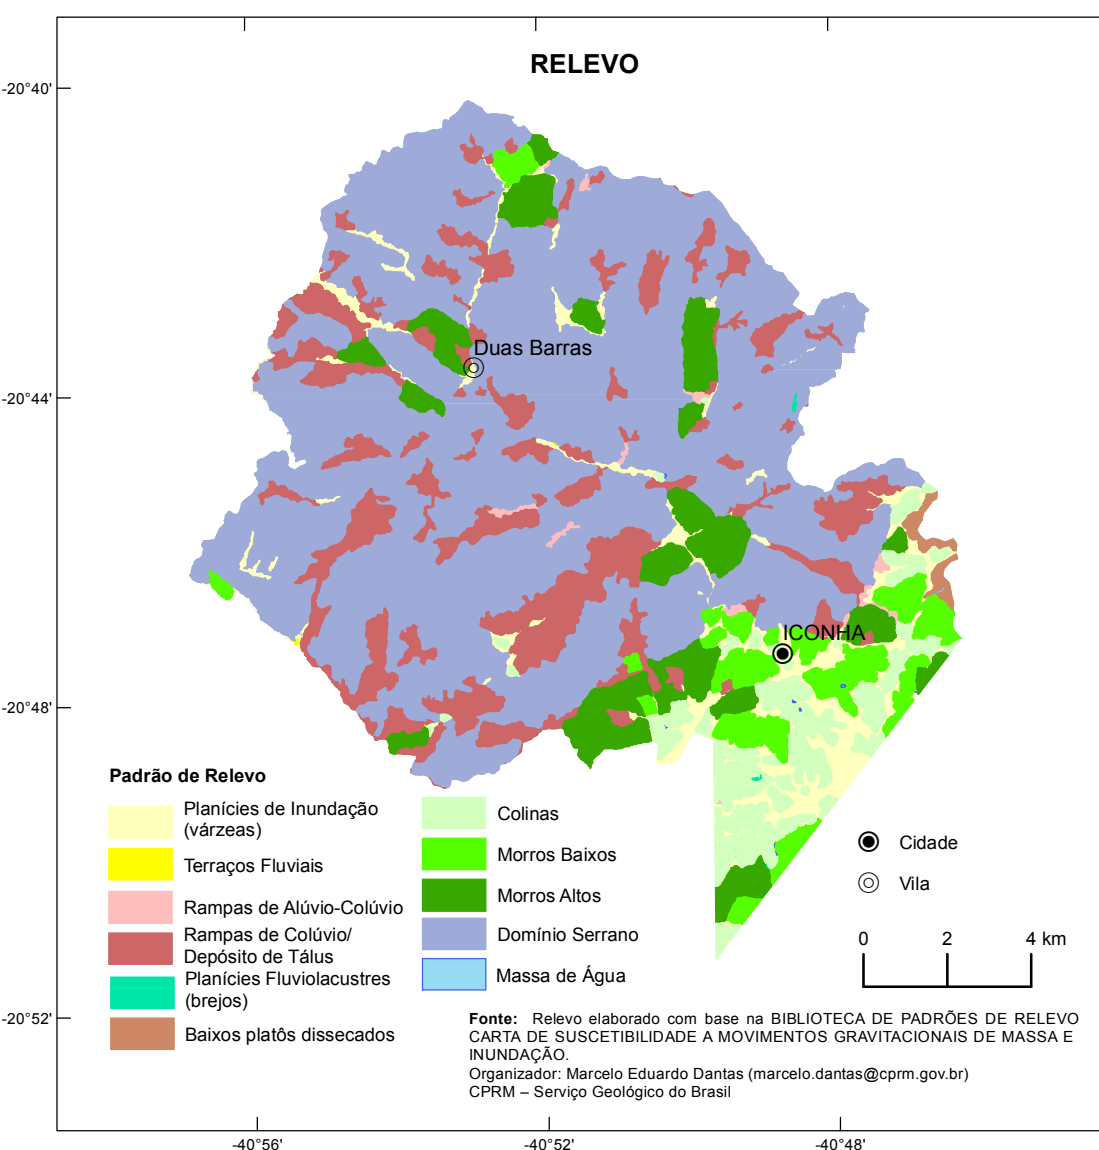 RELEVO
-20°40'
-20°44'
-20°48'
-20°52'
Duas Barras
ICONHA
Padrão de Relevo
Planícies de Inundação
(várzeas)
Terraços Fluviais
Rampas de Alúvio-Colúvio
Rampas de Colúvio/
Depósito de Tálus
Planícies Fluviolacustres
(brejos)
Baixos platôs dissecados
Colinas
Morros Baixos
Morros Altos
Domínio Serrano
Massa de Água
Cidade
Vila
0 2 4 km
Fonte: Relevo elaborado com base na BIBLIOTECA DE PADRÕES DE RELEVO
CARTA DE SUSCETIBILIDADE A MOVIMENTOS GRAVITACIONAIS DE MASSA E
INUNDAÇÃO.
Organizador: Marcelo Eduardo Dantas (marcelo.dantas@cprm.gov.br)
CPRM – Serviço Geológico do Brasil
-40°56' -40°52' -40°48'